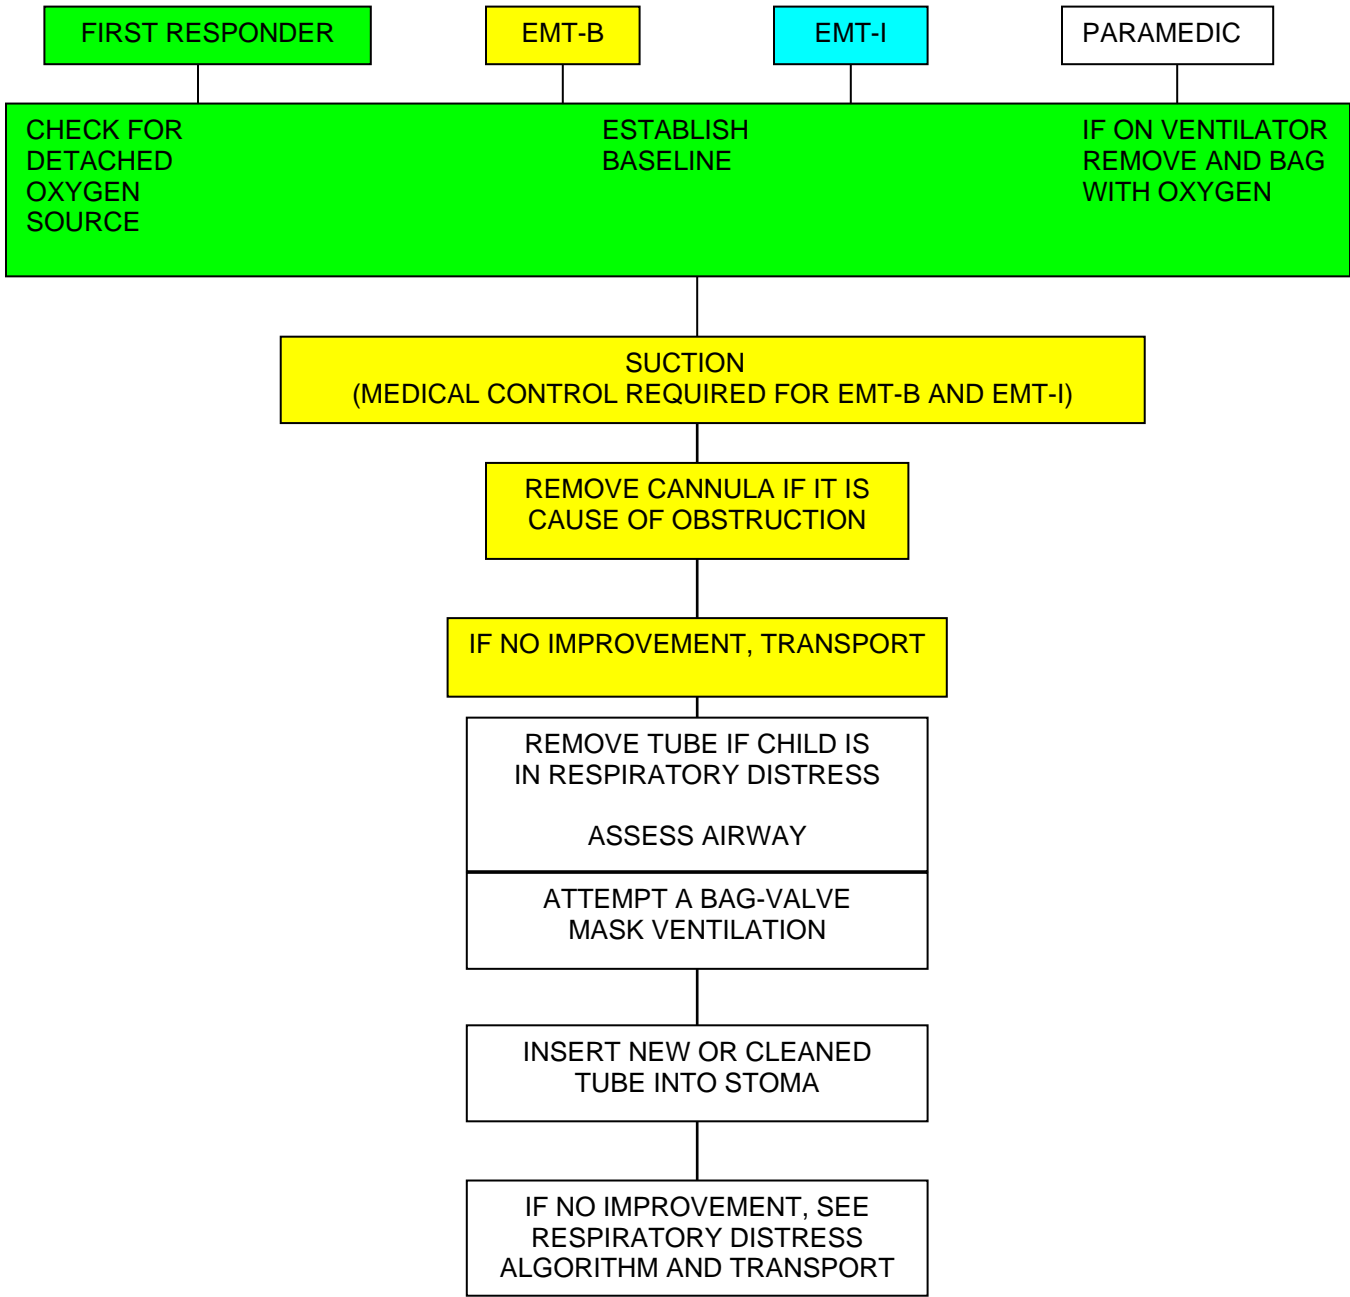 FIRST RESPONDER
EMT-B
EMT-I
PARAMEDIC
CHECK FOR
DETACHED
OXYGEN
SOURCE
ESTABLISH
BASELINE
IF ON VENTILATOR
REMOVE AND BAG
WITH OXYGEN
SUCTION
(MEDICAL CONTROL REQUIRED FOR EMT-B AND EMT-I)
REMOVE CANNULA IF IT IS
CAUSE OF OBSTRUCTION
IF NO IMPROVEMENT, TRANSPORT
REMOVE TUBE IF CHILD IS
IN RESPIRATORY DISTRESS
ASSESS AIRWAY
ATTEMPT A BAG-VALVE
MASK VENTILATION
INSERT NEW OR CLEANED
TUBE INTO STOMA
IF NO IMPROVEMENT, SEE
RESPIRATORY DISTRESS
ALGORITHM AND TRANSPORT